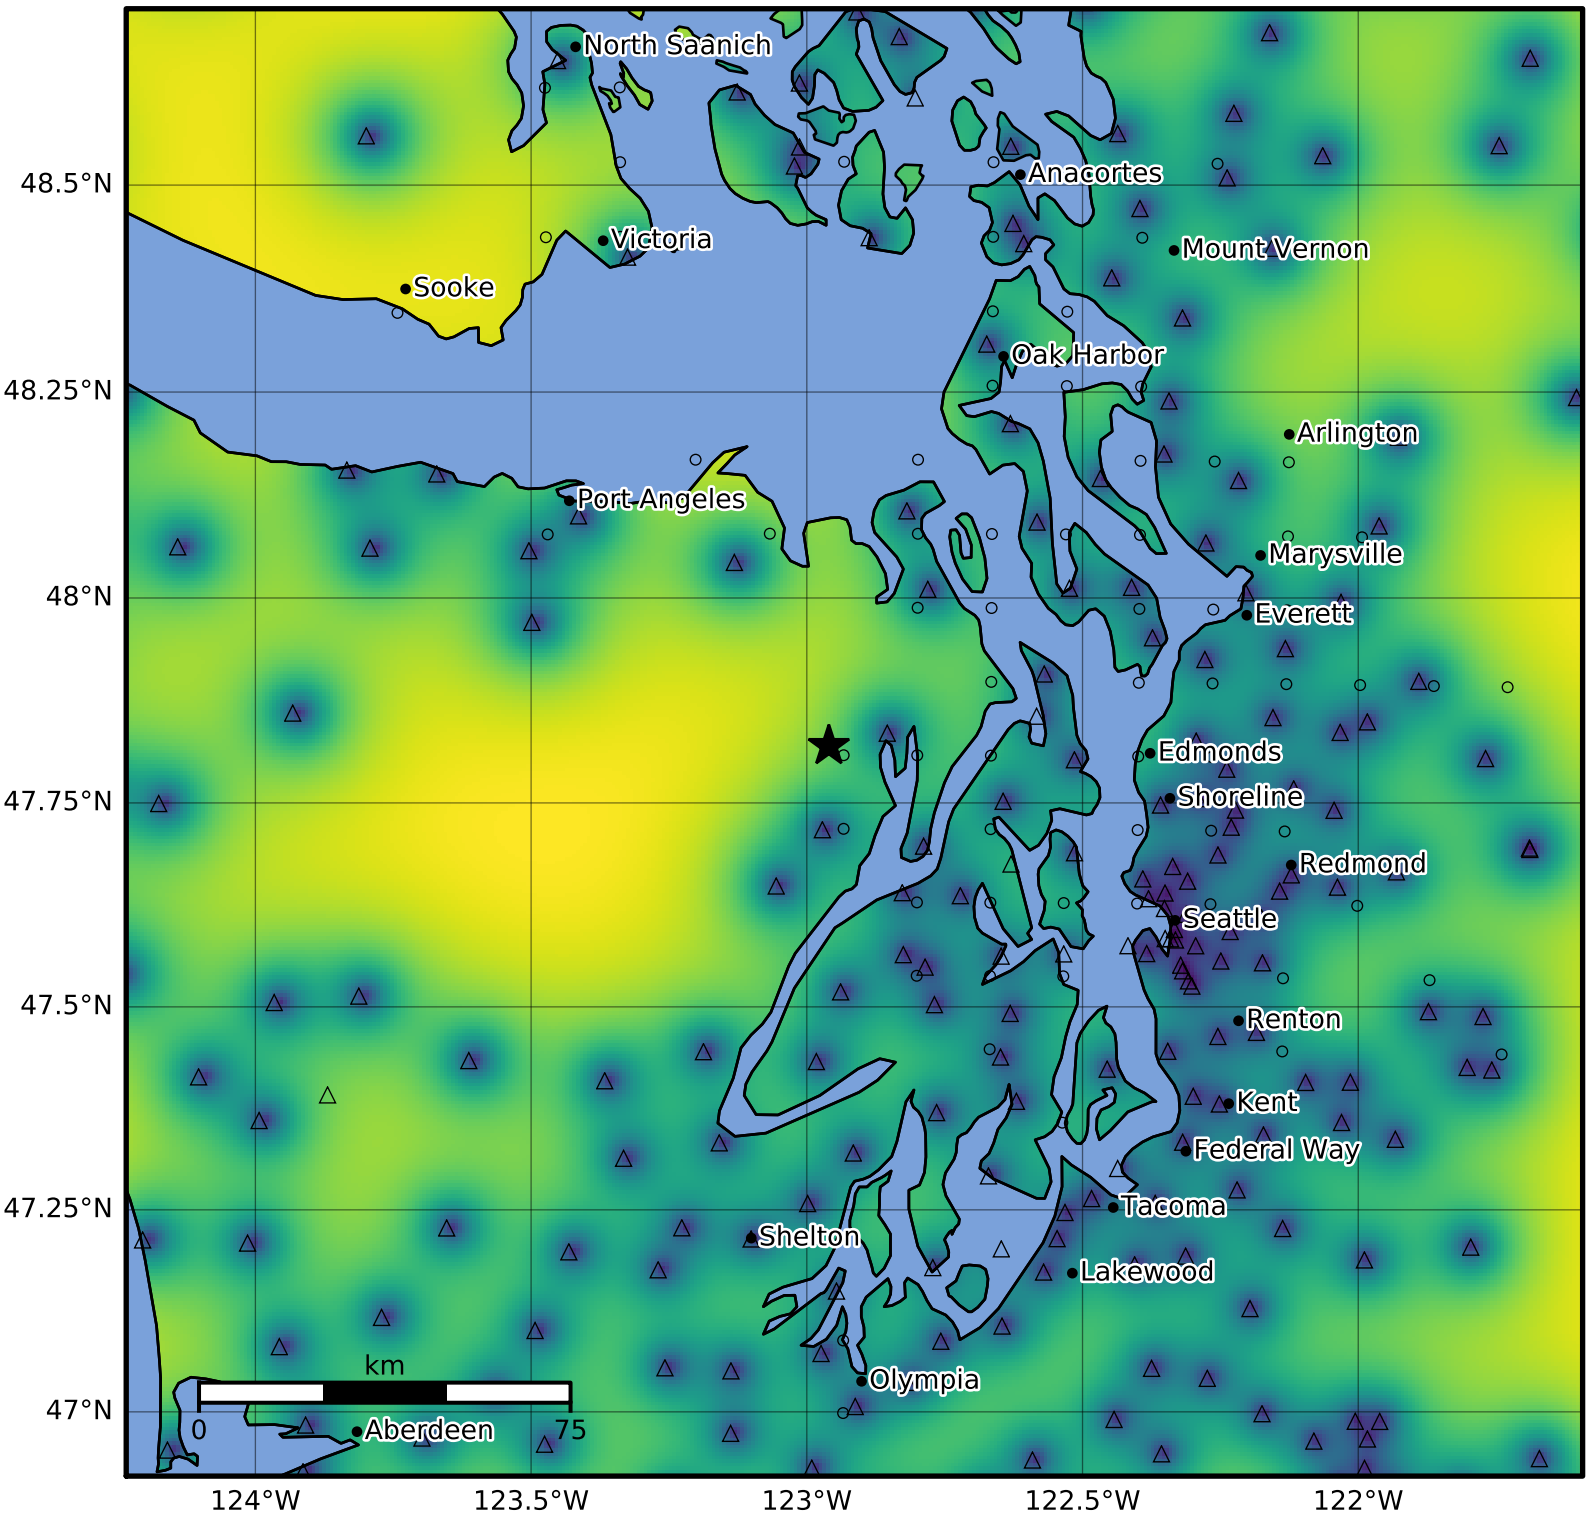 North Saanich
Anacortes
48.5°N
Victoria
Mount Vernon
Sooke
Oak Harbor
48.25°N
Arlington
Port Angeles
Marysville
48°N
Everett
Edmonds
Shoreline
47.75°N
Redmond
Seattle
47.5°N
Renton
Kent
Federal Way
47.25°N
Tacoma
Shelton
Lakewood
km
Olympia
47°N
0
75
Aberdeen
124°W
123.5°W
123°W
122.5°W
122°W